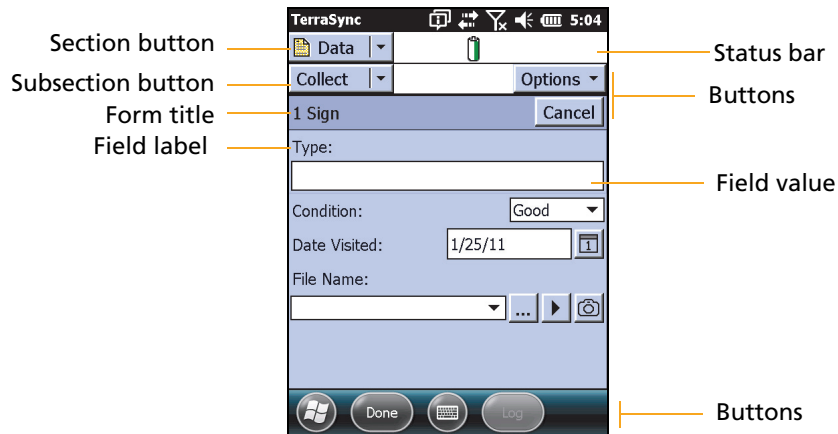 TerraSync 5:04
Section button
Data
Status bar
Subsection button
Collect
Options
Buttons
Form title
1 Sign
Cancel
Field label
Type:
Field value
Condition:
Good
Date Visited:
1/25/11
1
File Name:
...
Done
Log
Buttons